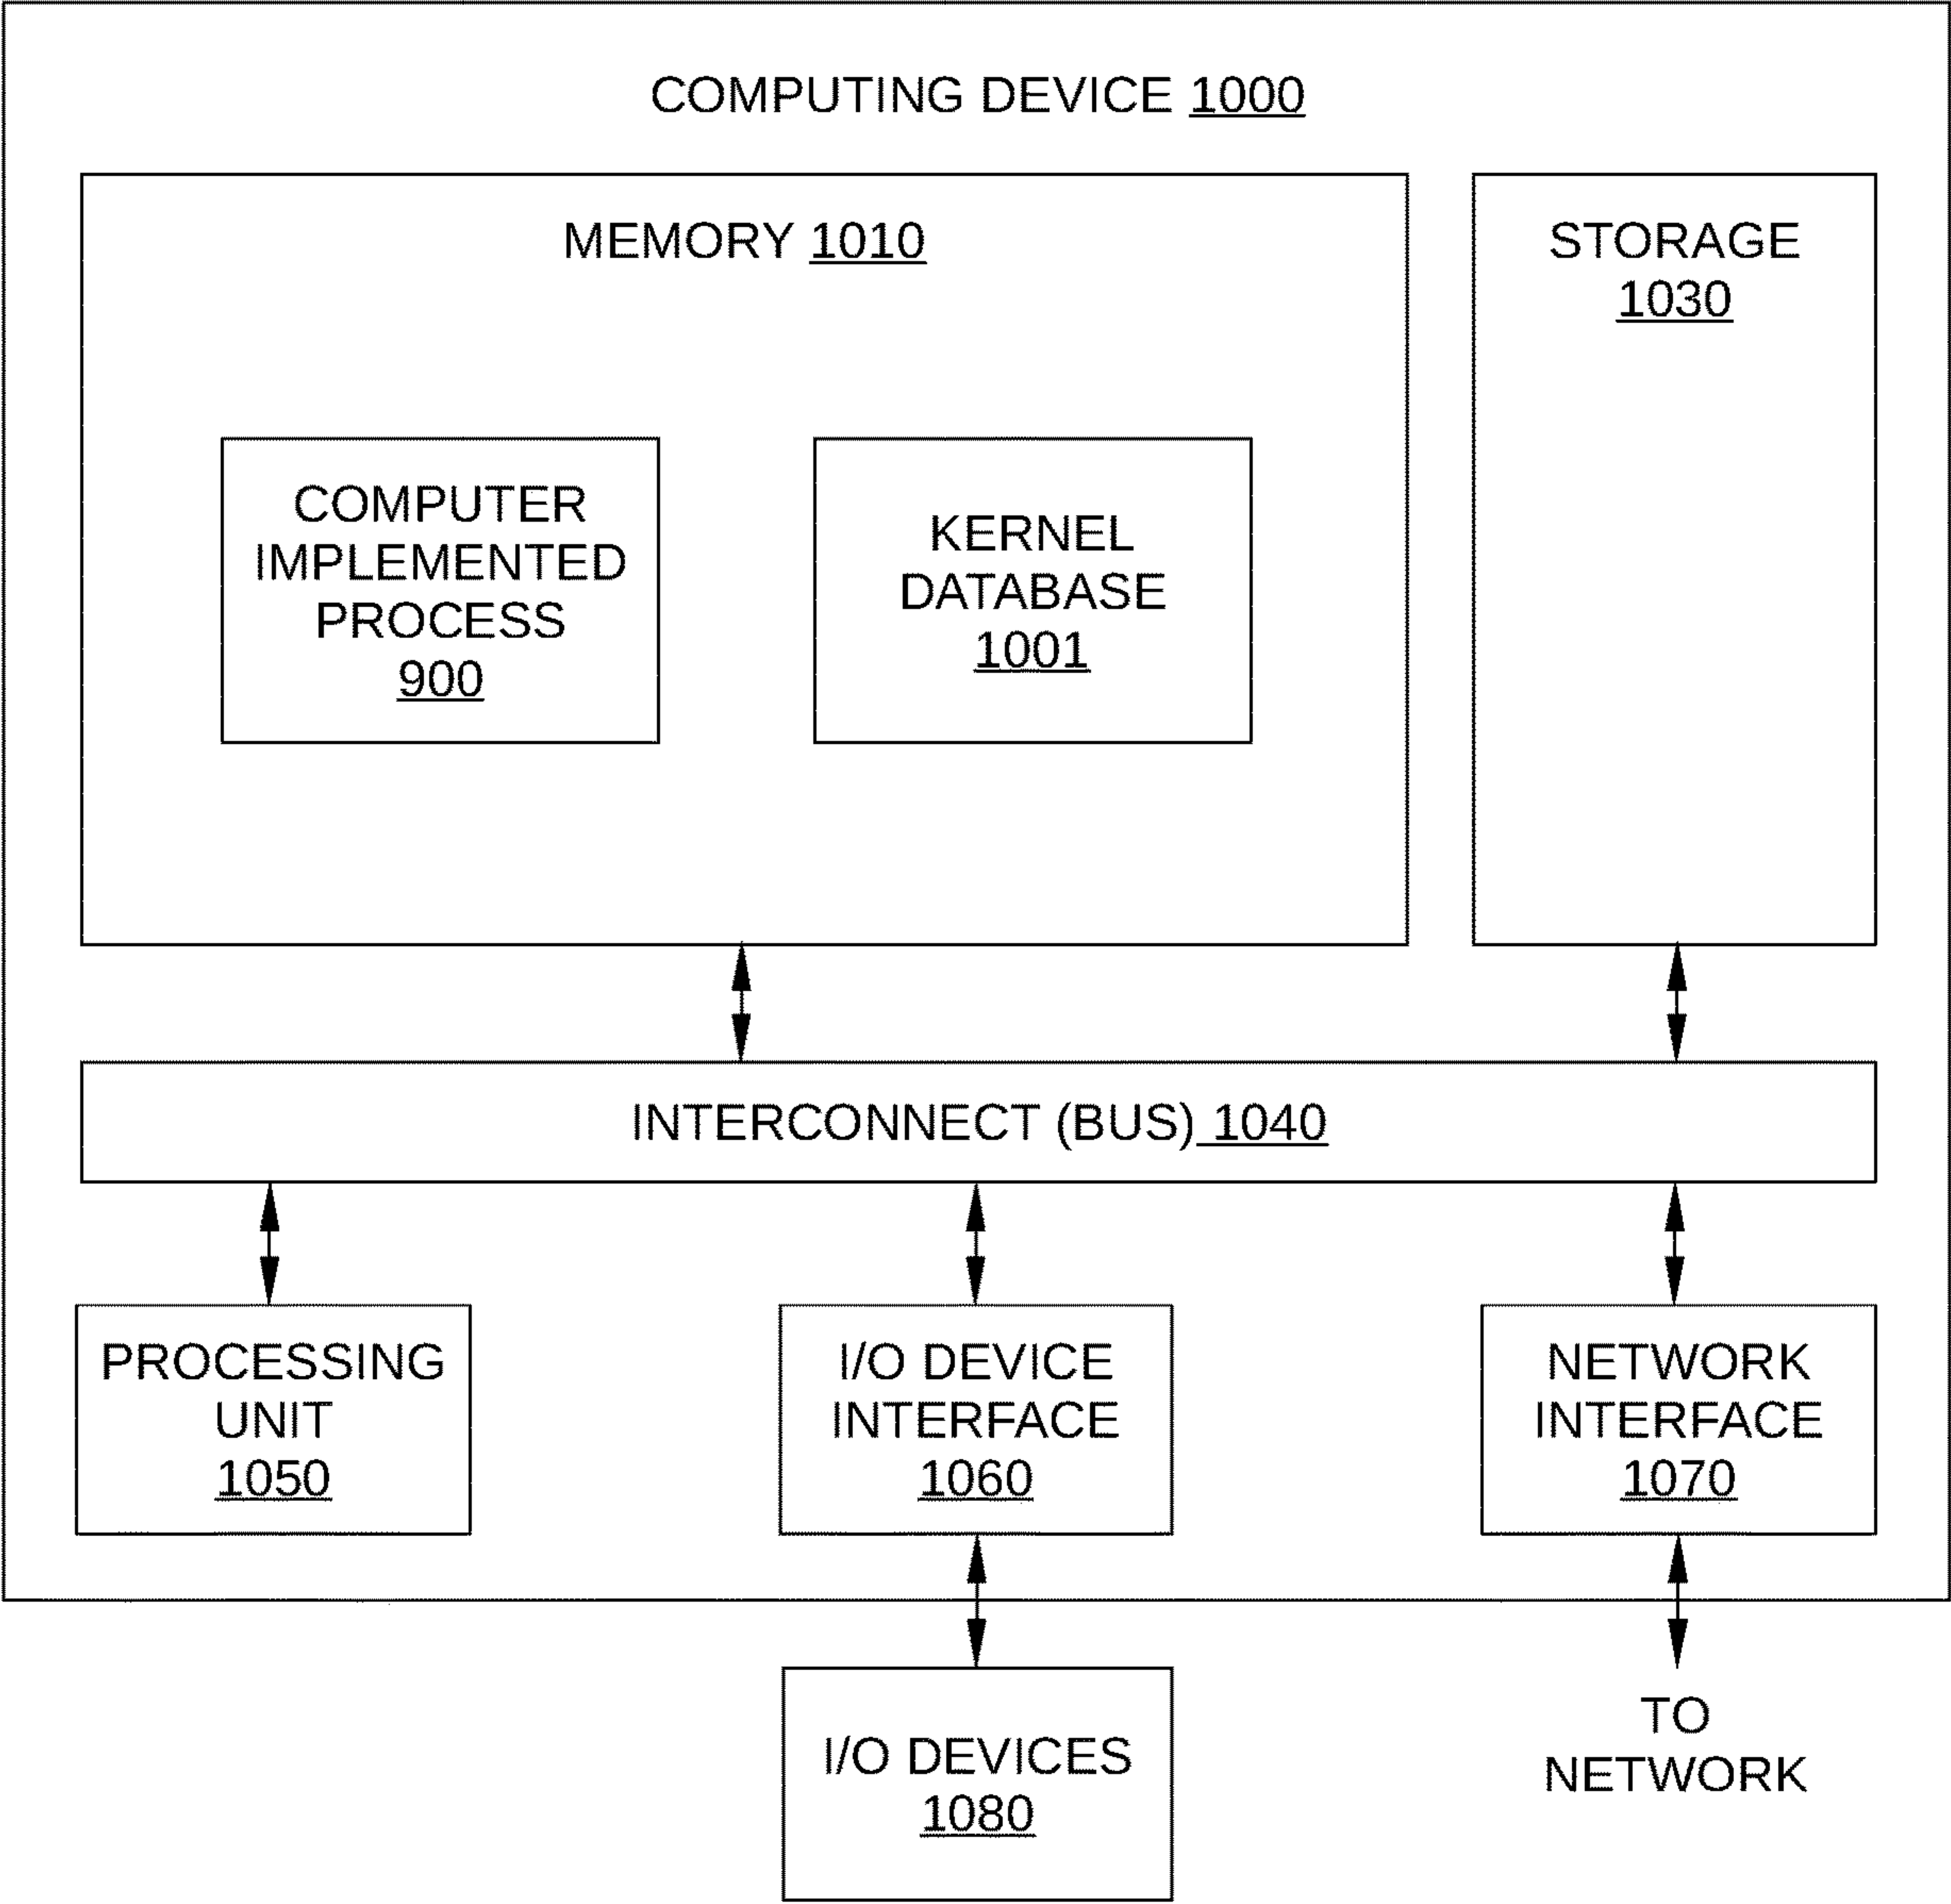 COMPUTING DEVICE 1000
MEMORY 1010
STORAGE
1030
COMPUTER
IMPLEMENTED
PROCESS
900
KERNEL
DATABASE
1001
INTERCONNECT (BUS) 1040
PROCESSING
UNIT
1050
I/O DEVICE
INTERFACE
1060
NETWORK
INTERFACE
1070
I/O DEVICES
1080
TO
NETWORK